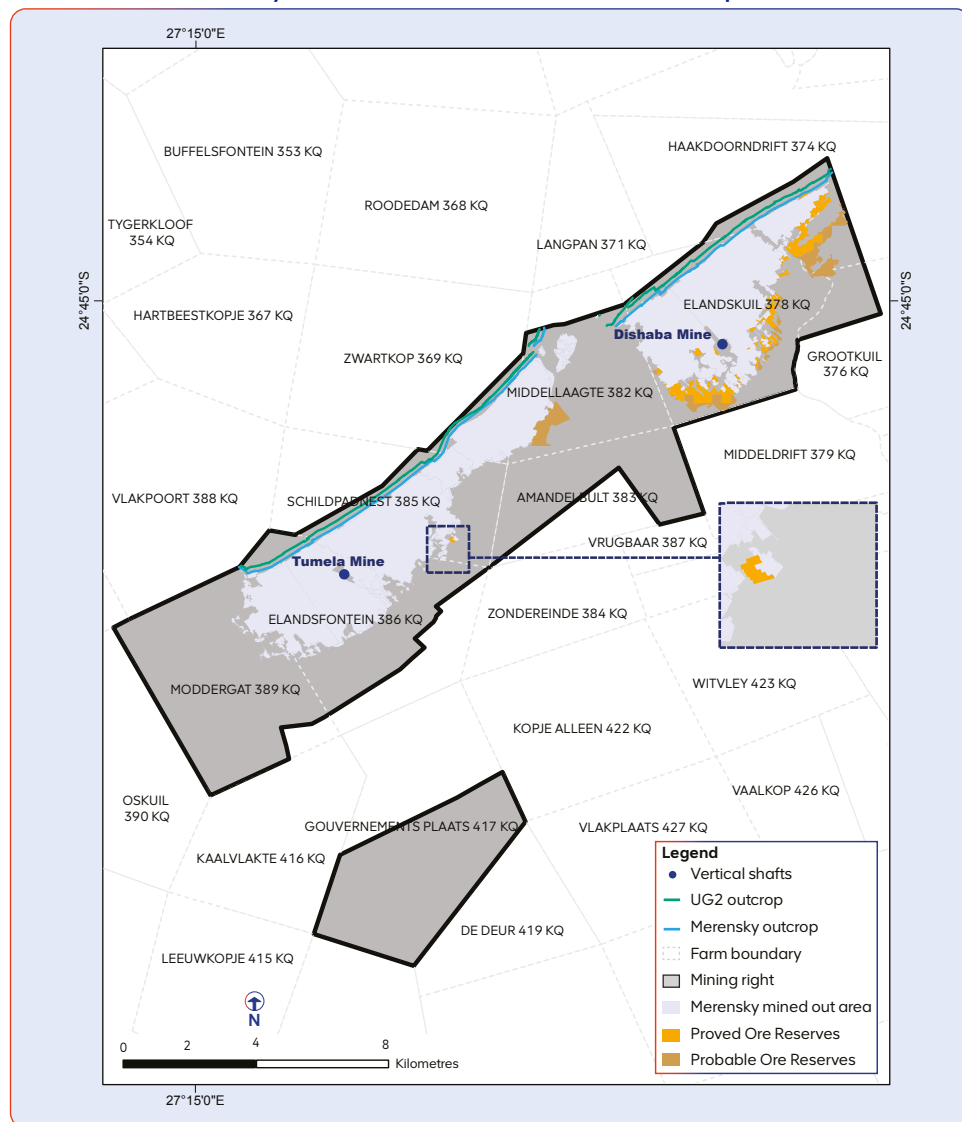 27°15'0"E
BUFFELSFONTEIN 353 KQ
HAAKDOORNDRIFT 374 KQ
ROODEDAM 368 KQ
TYGERKLOOF
354 KQ
LANGPAN 371 KQ
24°45'0"S
24°45'0"S
HARTBEESTKOPJE 367 KQ
ELANDSKUIL 378 KQ
Dishaba Mine
ZWARTKOP 369 KQ
GROOTKUIL
376 KQ
MIDDELLAAGTE 382 KQ
MIDDELDRIFT 379 KQ
VLAKPOORT 388 KQ
SCHILDPADNEST 385 KQ
AMANDELBULT 383 KQ
VRUGBAAR 387 KQ
Tumela Mine
ELANDSFONTEIN 386 KQ
ZONDEREINDE 384 KQ
MODDERGAT 389 KQ
WITVLEY 423 KQ
KOPJE ALLEEN 422 KQ
OSKUIL
390 KQ
VAALKOP 426 KQ
GOUVERNEMENTS PLAATS 417 KQ
VLAKPLAATS 427 KQ
KAALVLAKTE 416 KQ
DE DEUR 419 KQ
LEEUWKOPJE 415 KQ
Legend
Vertical shafts
UG2 outcrop
Merensky outcrop
Farm boundary
Mining right
Merensky mined out area
Proved Ore Reserves
Probable Ore Reserves
N
0 2 4 8
Kilometres
27°15'0"E